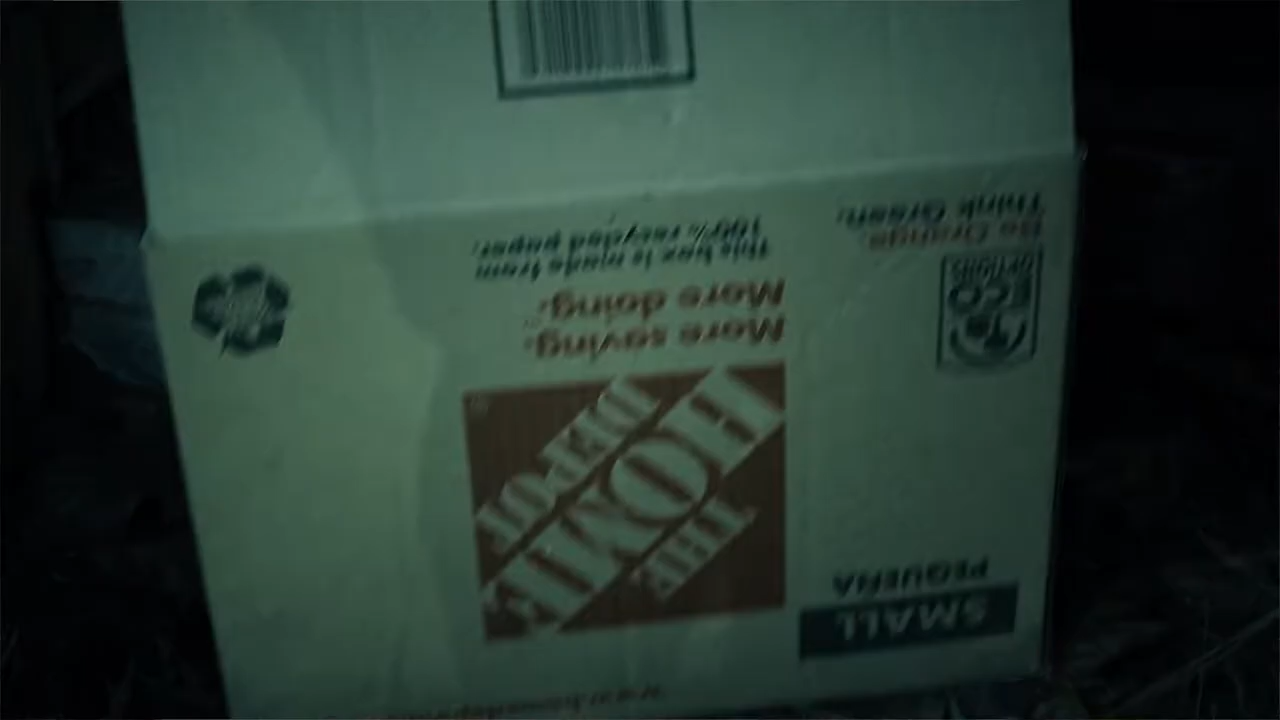 SMALL
PEQUEÑA
THE
HOME
DEPOT
More saving.
More doing.
This box is made from
100% recycled paper.
ECO
OPTIONS
Be Orange.
Think Green.